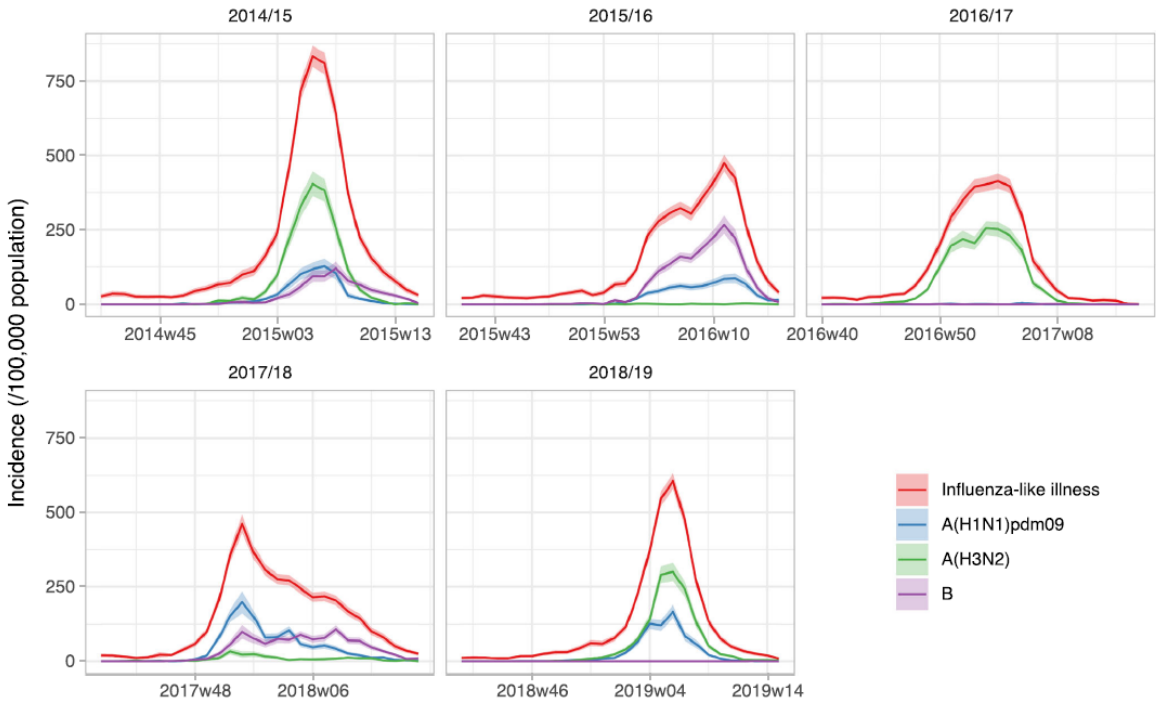 2014/15
2015/16
2016/17
Incidence (/100,000 population)
750
500
250
0
2014w45
2015w03
2015w13
2015w43
2015w53
2016w10
2016w40
2016w50
2017w08
2017/18
2018/19
750
500
250
0
2017w48
2018w06
2018w46
2019w04
2019w14
Influenza-like illness
A(H1N1)pdm09
A(H3N2)
B